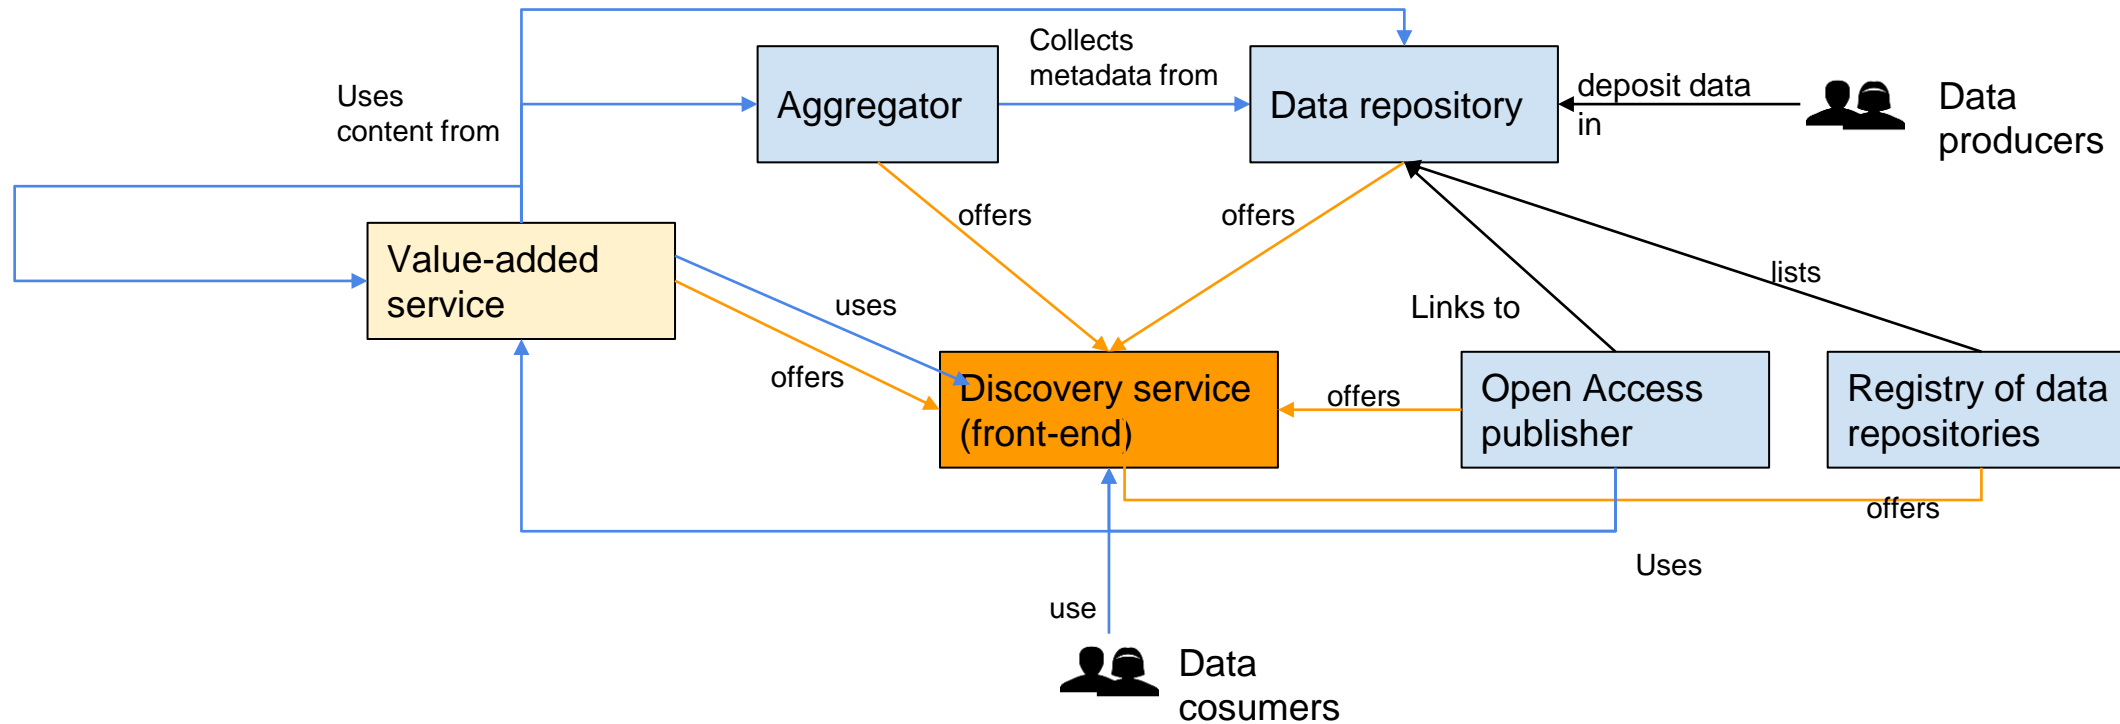 Collects
metadata from
Uses
content from
Aggregator
Data repository
deposit data
in
Data
producers
offers
offers
Value-added
service
uses
offers
lists
Links to
Discovery service
(front-end)
offers
Open Access
publisher
Registry of data
repositories
offers
Uses
use
Data
cosumers